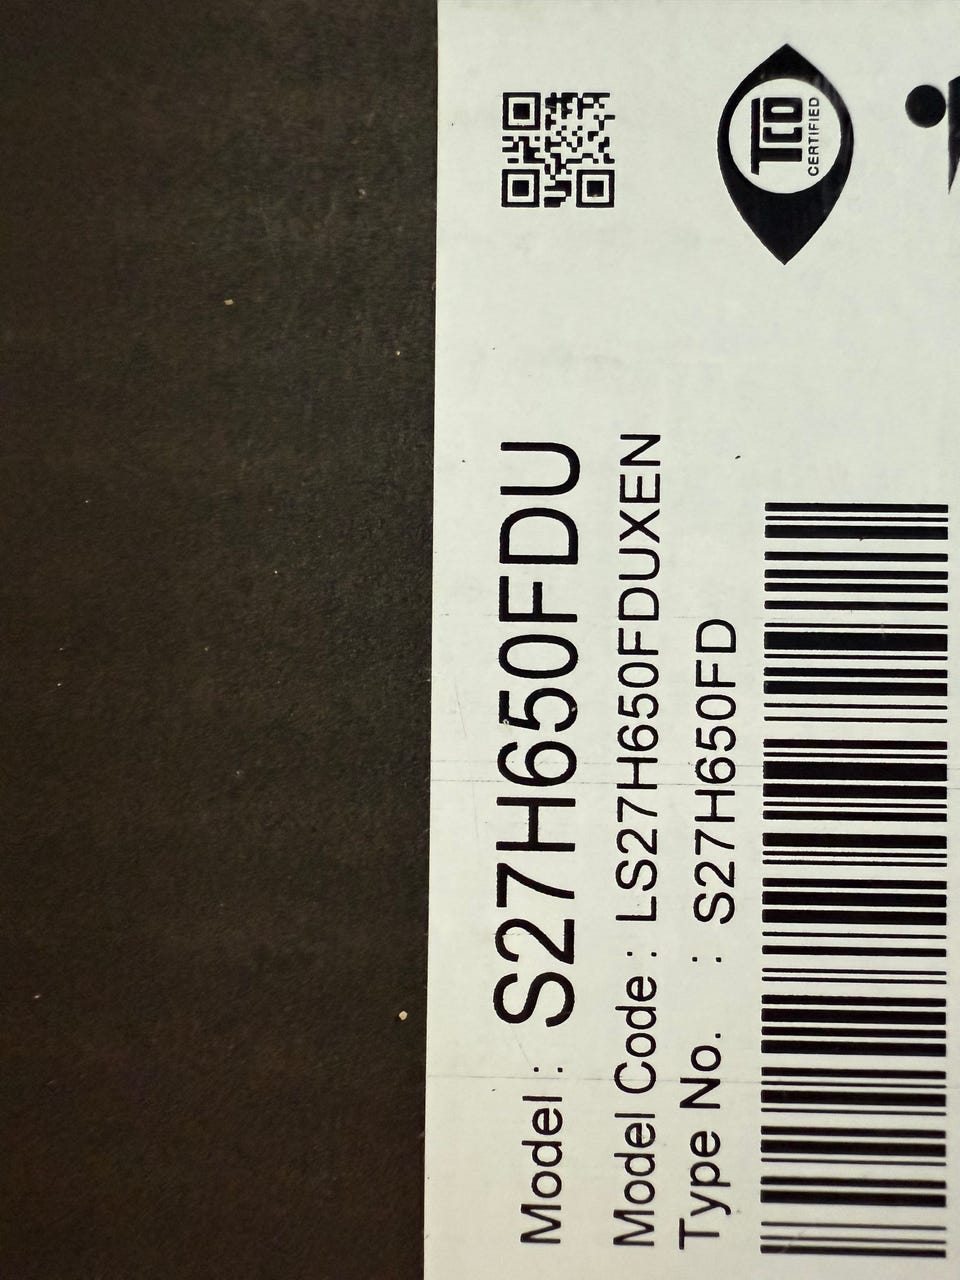 TCO
CERTIFIED
Model : S27H650FDU
Model Code : LS27H650FDUXEN
Type No. : S27H650FD